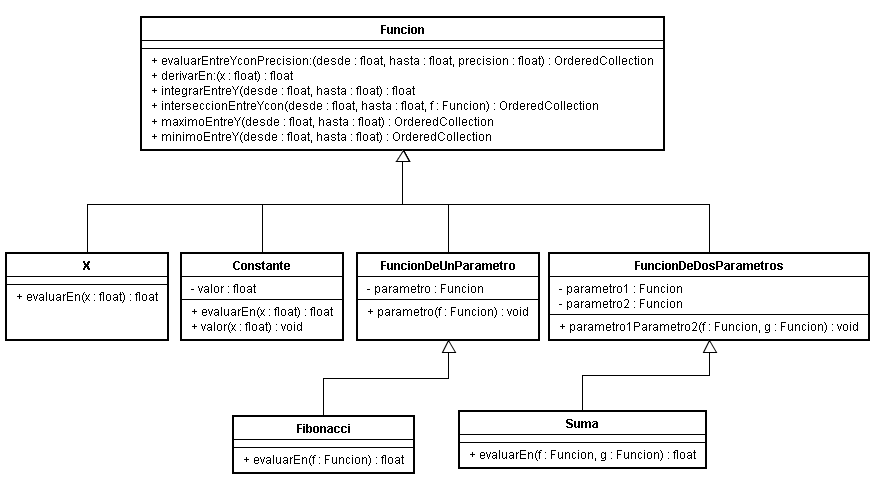 Funcion
+ evaluarEntreYconPrecision:(desde : float, hasta : float, precision : float) : OrderedCollection
+ derivarEn:(x : float) : float
+ integrarEntreY(desde : float, hasta : float) : float
+ interseccionEntreYcon(desde : float, hasta : float, f : Funcion) : OrderedCollection
+ maximoEntreY(desde : float, hasta : float) : OrderedCollection
+ minimoEntreY(desde : float, hasta : float) : OrderedCollection
X
+ evaluarEn(x : float) : float
Constante
- valor : float
+ evaluarEn(x : float) : float
+ valor(x : float) : void
FuncionDeUnParametro
- parametro : Funcion
+ parametro(f : Funcion) : void
FuncionDeDosParametros
- parametro1 : Funcion
- parametro2 : Funcion
+ parametro1Parametro2(f : Funcion, g : Funcion) : void
Fibonacci
+ evaluarEn(f : Funcion) : float
Suma
+ evaluarEn(f : Funcion, g : Funcion) : float